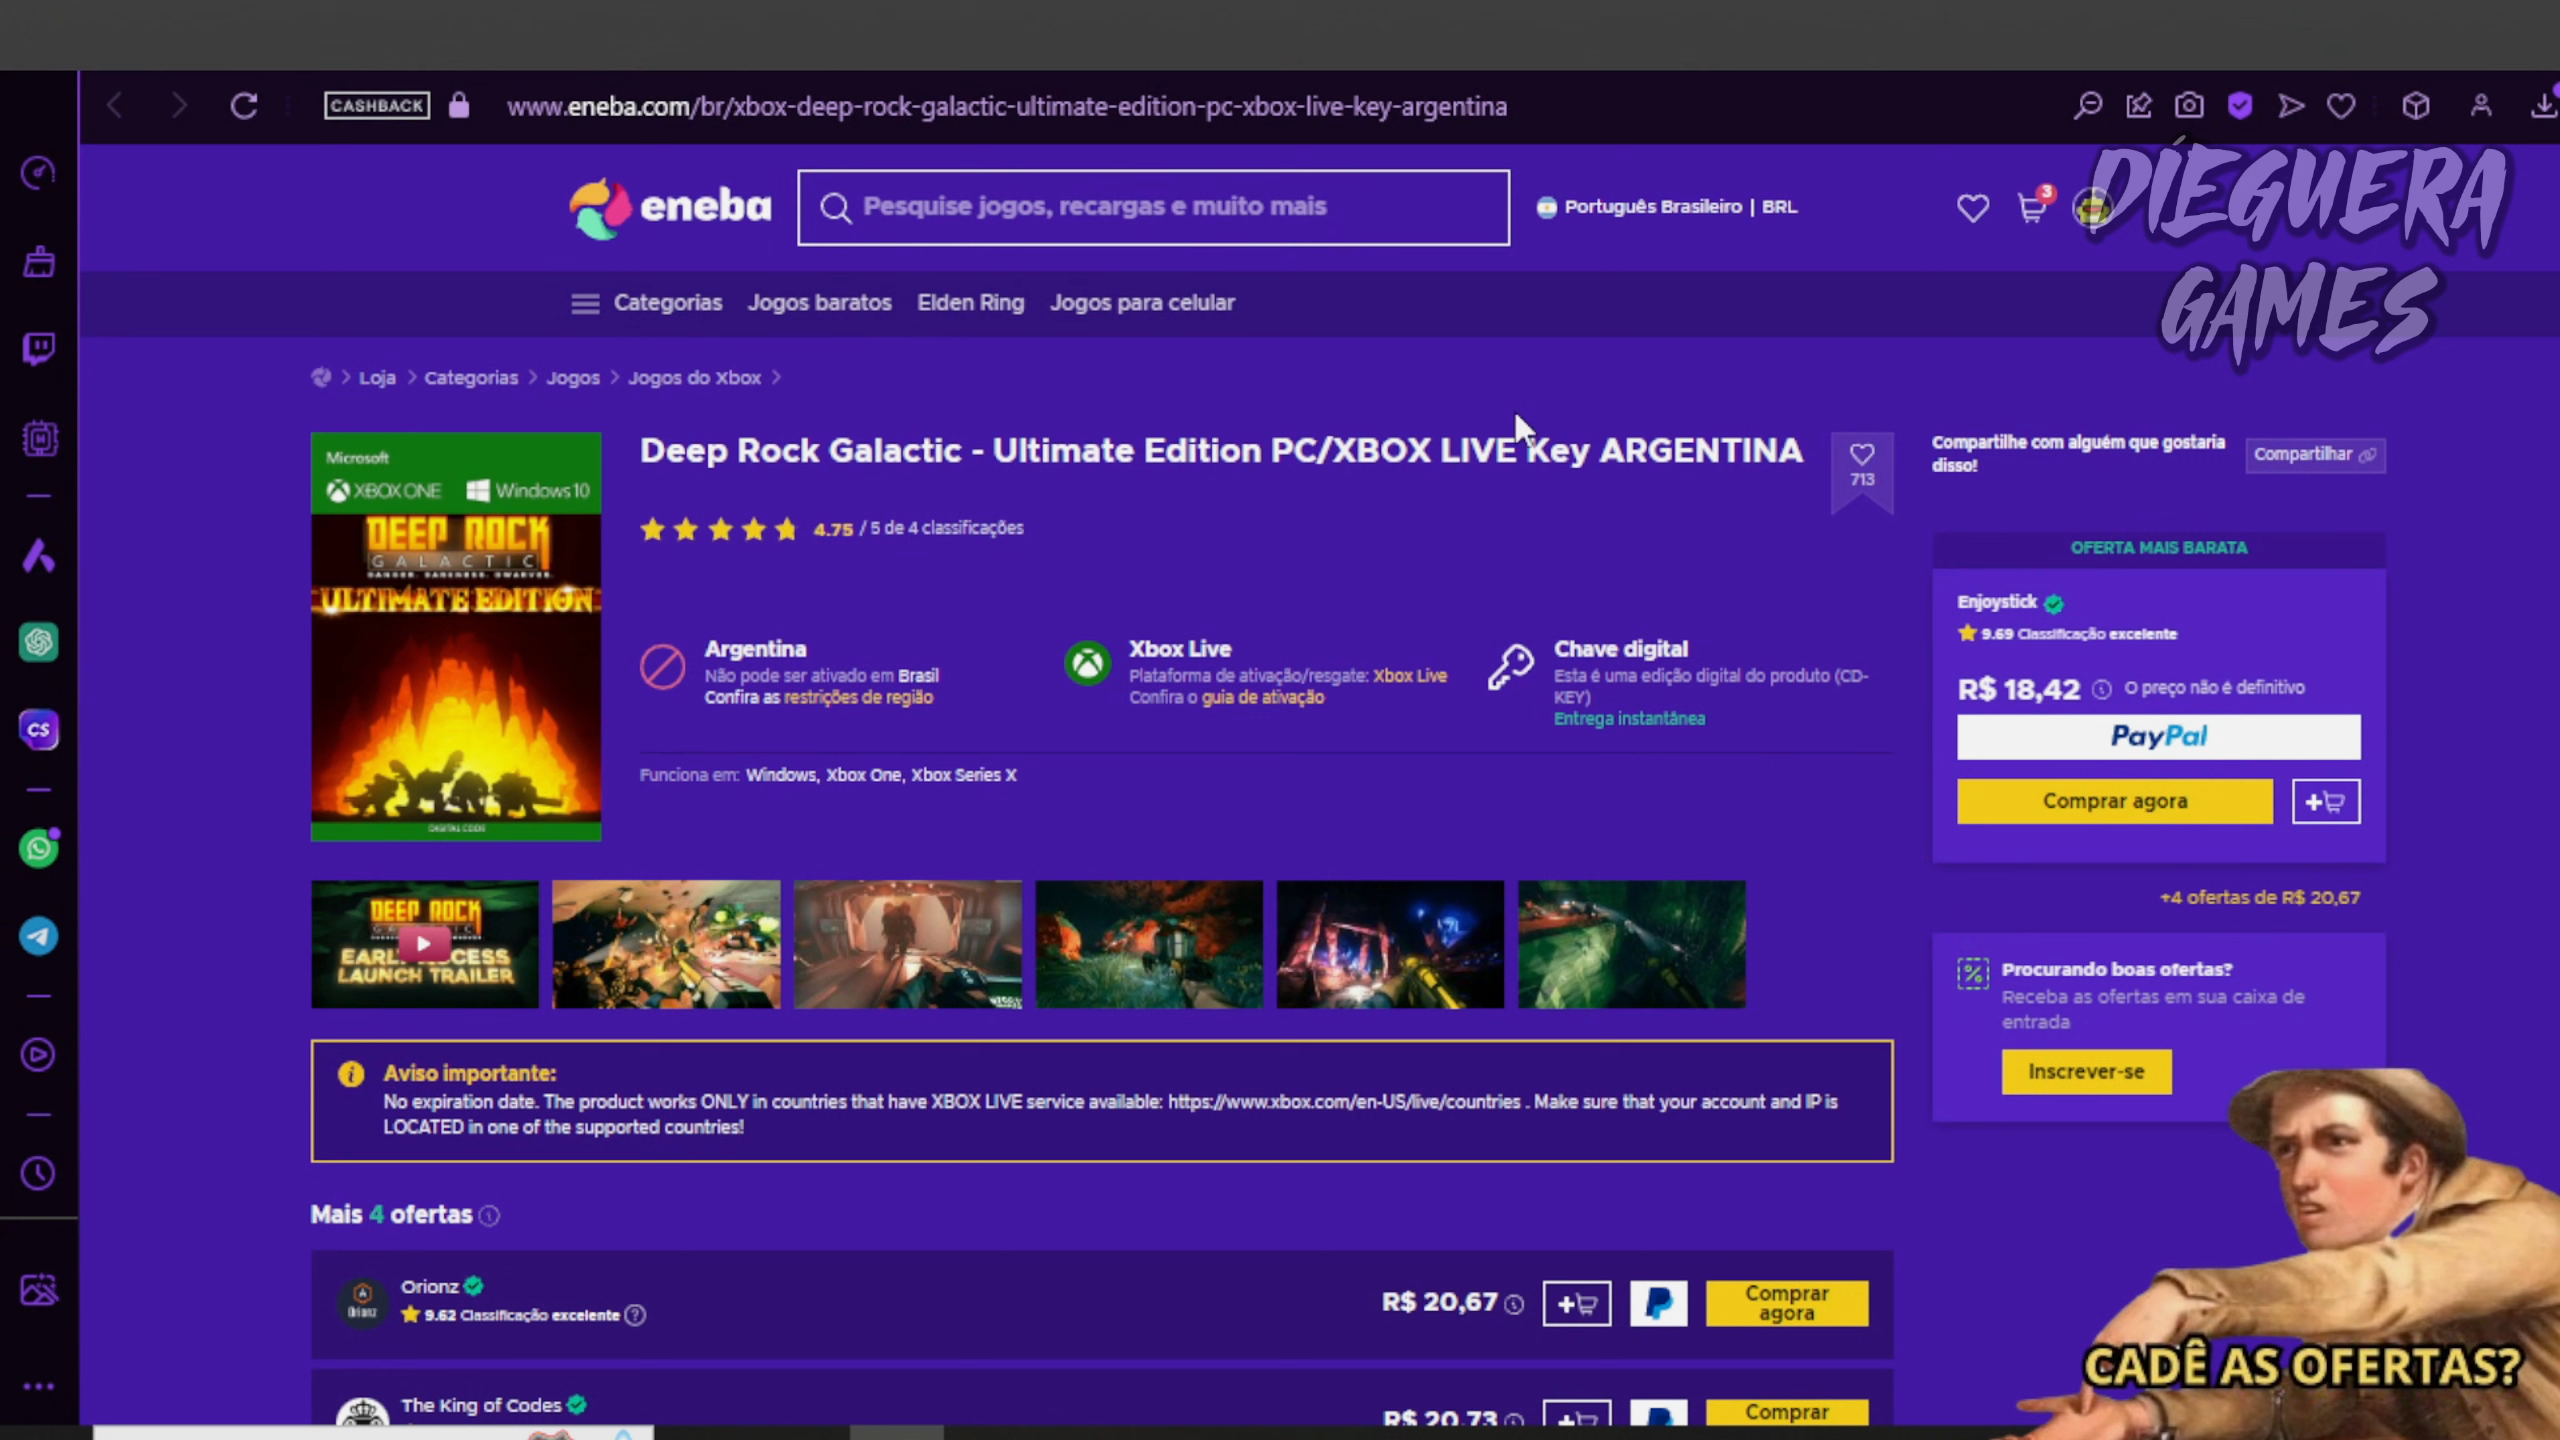 CASHBACK
www.eneba.com/br/xbox-deep-rock-galactic-ultimate-edition-pc-xbox-live-key-argentina
DIEGUERA
GAMES
eneba
Pesquise jogos, recargas e muito mais
Português Brasileiro | BRL
3
Categorias
Jogos baratos
Elden Ring
Jogos para celular
Loja
Categorias
Jogos
Jogos do Xbox
Microsoft
XBOX ONE
Windows 10
DEEP ROCK
GALACTIC
DANGER. DARKNESS. DWARVES.
ULTIMATE EDITION
DIGITAL CODE
Deep Rock Galactic - Ultimate Edition PC/XBOX LIVE Key ARGENTINA
713
4.75 / 5 de 4 classificações
Argentina
Não pode ser ativado em Brasil
Confira as restrições de região
Xbox Live
Plataforma de ativação/resgate: Xbox Live
Confira o guia de ativação
Chave digital
Esta é uma edição digital do produto (CD-
KEY)
Entrega instantânea
Funciona em: Windows, Xbox One, Xbox Series X
Compartilhe com alguém que gostaria
disso!
Compartilhar
OFERTA MAIS BARATA
Enjoystick
9.69 Classificação excelente
R$ 18,42
O preço não é definitivo
PayPal
Comprar agora
+4 ofertas de R$ 20,67
Procurando boas ofertas?
Receba as ofertas em sua caixa de
entrada
Inscrever-se
DEEP ROCK
GALACTIC
EARLY ACCESS
LAUNCH TRAILER
Aviso importante:
No expiration date. The product works ONLY in countries that have XBOX LIVE service available: https://www.xbox.com/en-US/live/countries . Make sure that your account and IP is
LOCATED in one of the supported countries!
Mais 4 ofertas
Orionz
9.62 Classificação excelente
R$ 20,67
Comprar
agora
The King of Codes
R$ 20,73
Comprar
CADÊ AS OFERTAS?
CS